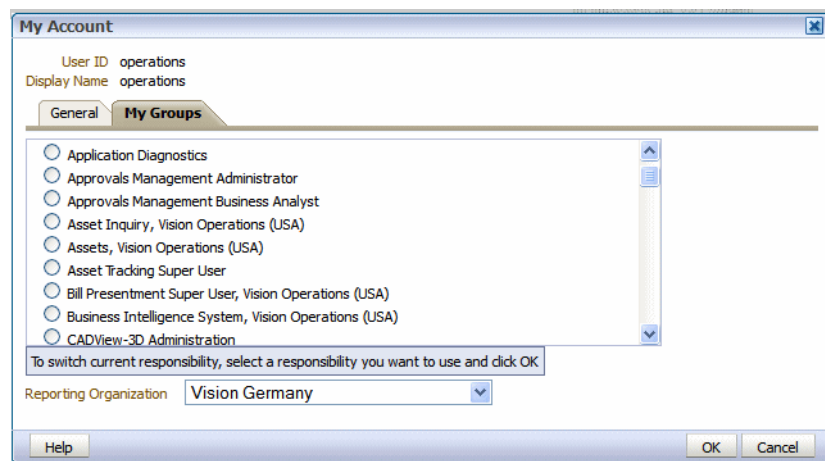 My Account
User ID operations
Display Name operations
General My Groups
Application Diagnostics
Approvals Management Administrator
Approvals Management Business Analyst
Asset Inquiry, Vision Operations (USA)
Assets, Vision Operations (USA)
Asset Tracking Super User
Bill Presentment Super User, Vision Operations (USA)
Business Intelligence System, Vision Operations (USA)
CADView-3D Administration
To switch current responsibility, select a responsibility you want to use and click OK
Reporting Organization Vision Germany
Help OK Cancel